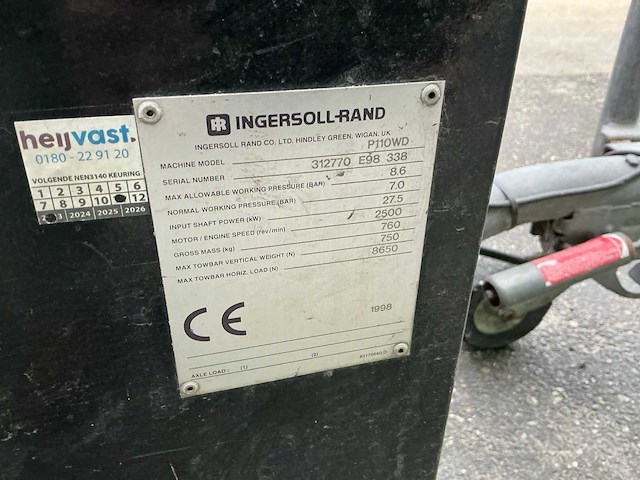 heijvast.
0180 - 22 91 20
VOLGENDE NEN3140 KEURING
1 2 3 4 5 6
7 8 9 10 12
2 3 2024 2025 2026
IR INGERSOLL-RAND
INGERSOLL RAND CO. LTD. HINDLEY GREEN, WIGAN. UK
MACHINE MODEL P110WD
SERIAL NUMBER 312770 E98 338
MAX ALLOWABLE WORKING PRESSURE (BAR) 8.6
NORMAL WORKING PRESSURE (BAR) 7.0
INPUT SHAFT POWER (kW) 27.5
MOTOR / ENGINE SPEED (rev/min) 2500
GROSS MASS (kg) 760
MAX TOWBAR VERTICAL WEIGHT (N) 750
MAX TOWBAR HORIZ. LOAD (N) 8650
CE
1998
AXLE LOAD : (1) (2)